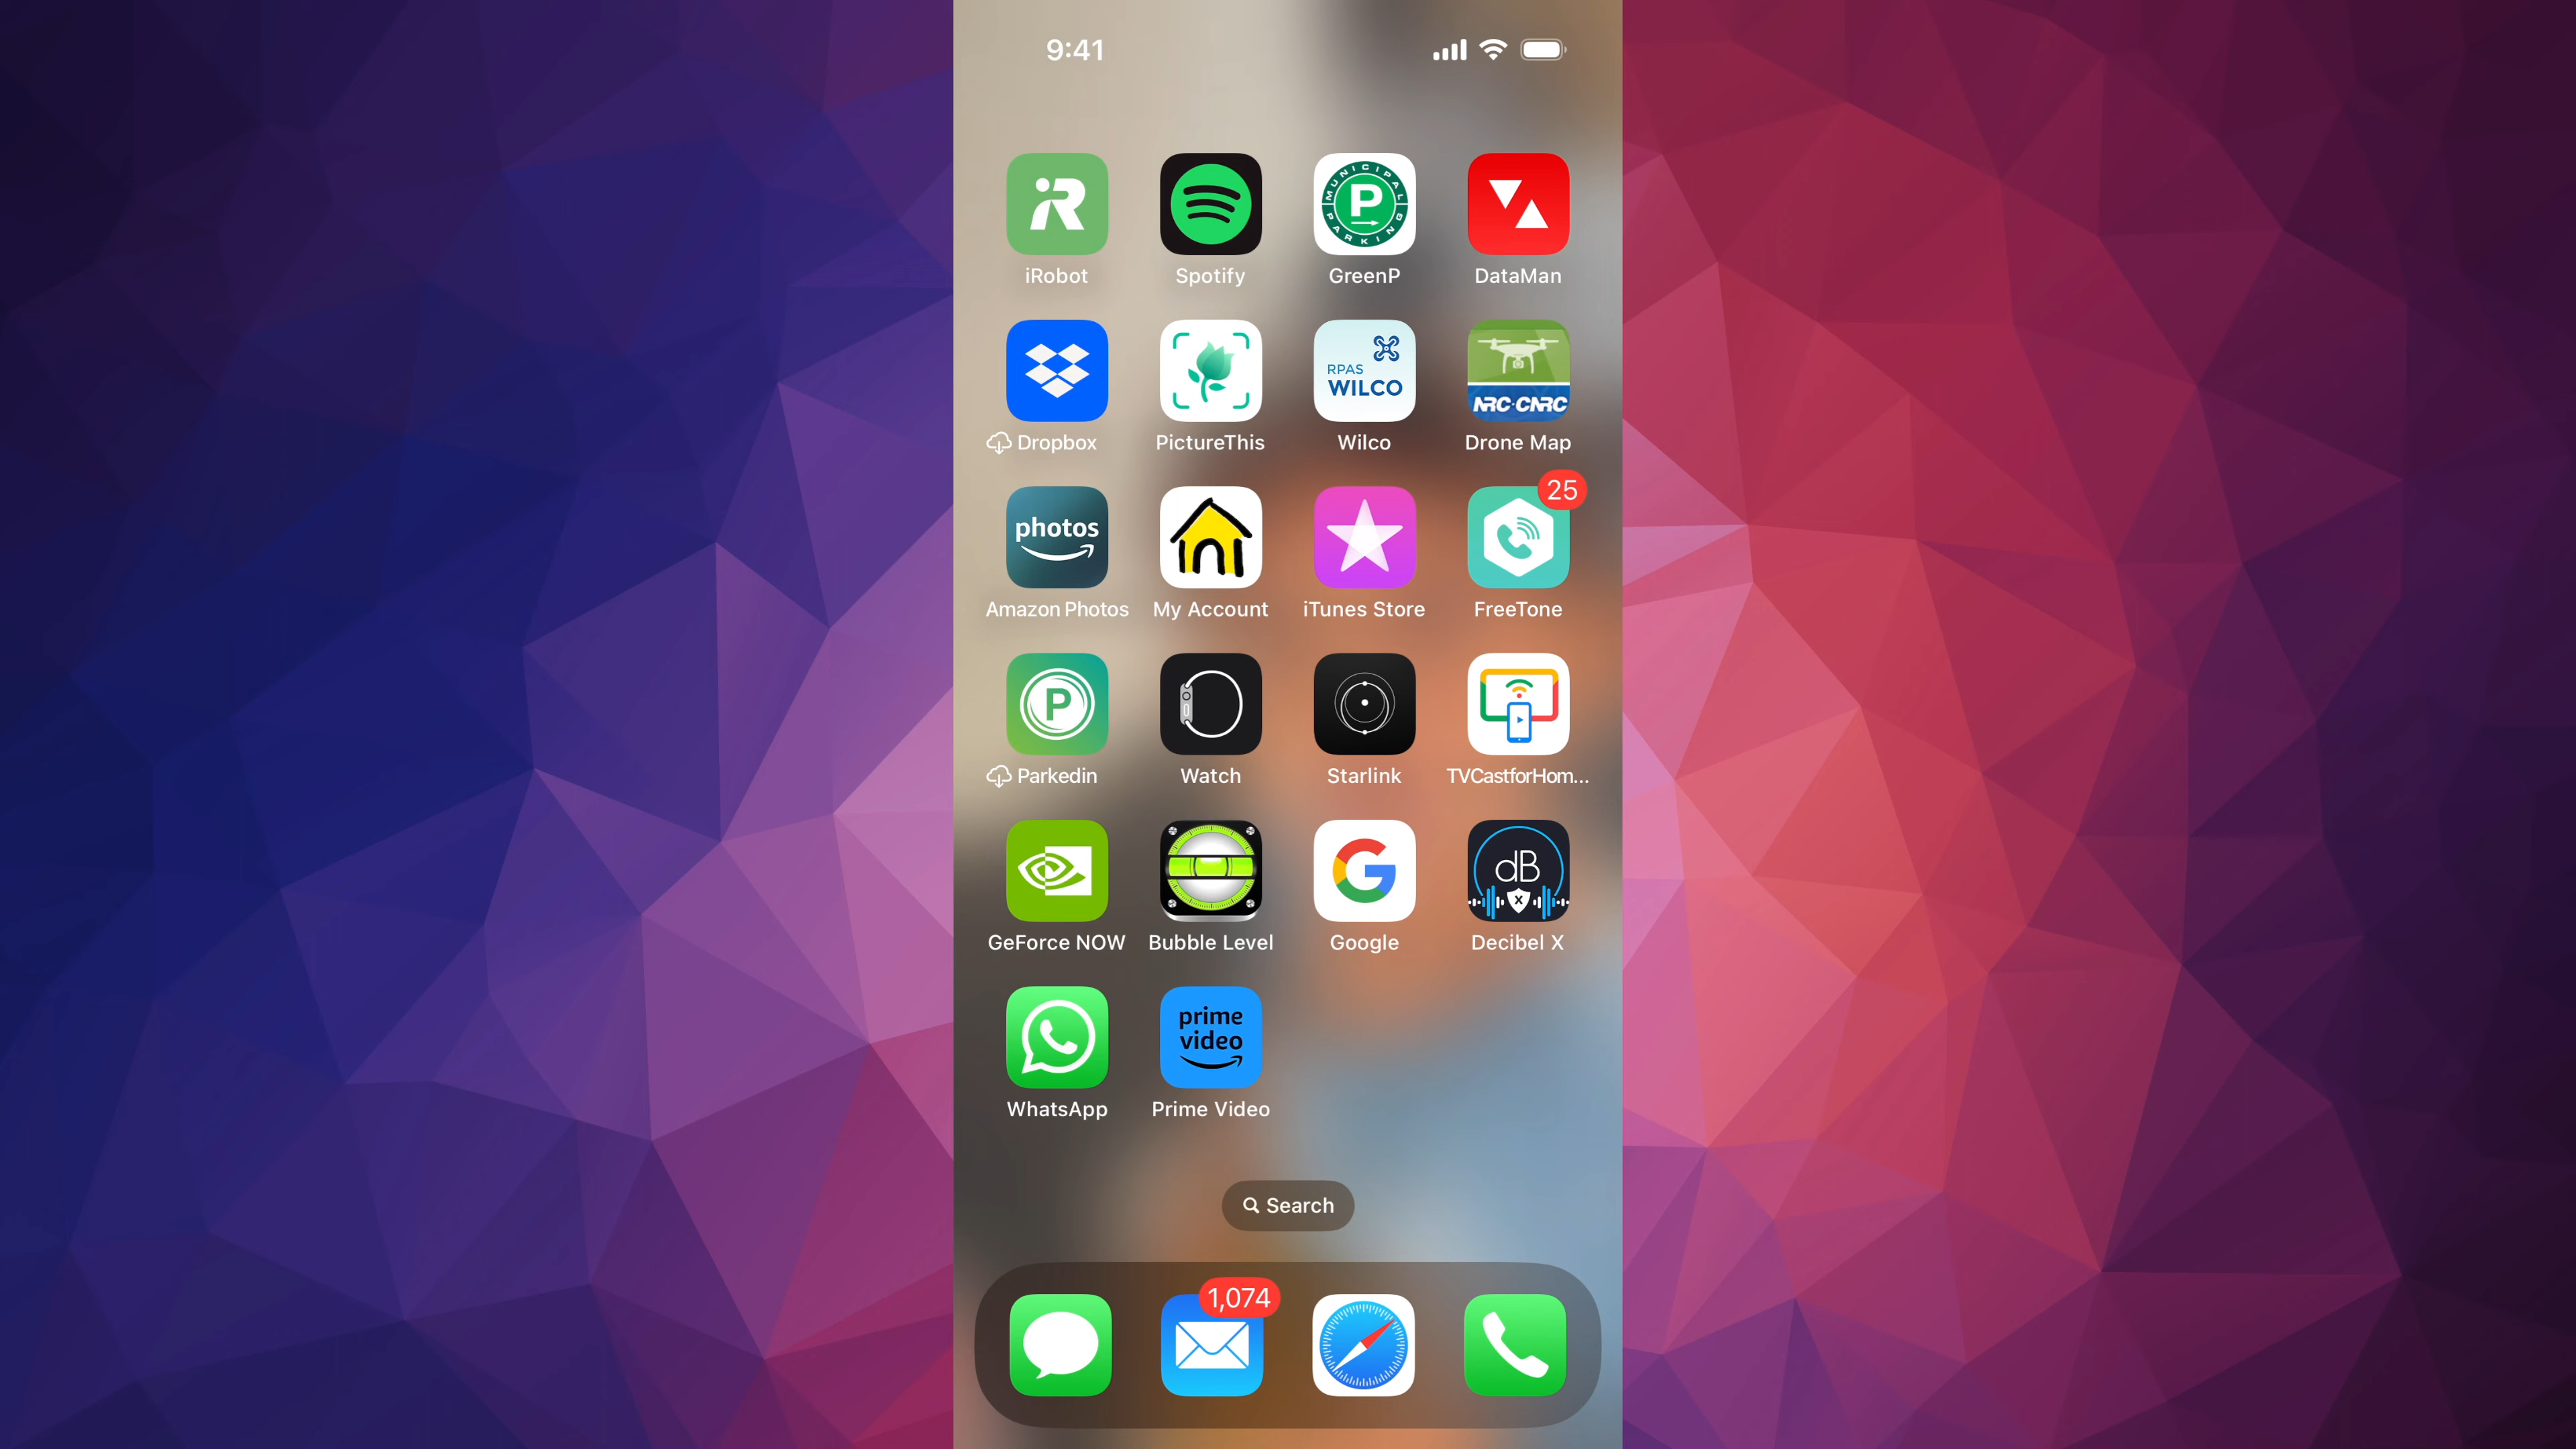 9:41
iRobot
Spotify
MUNICIPAL PARKING
P
GreenP
DataMan
Dropbox
PictureThis
RPAS
WILCO
Wilco
NRC·CNRC
Drone Map
photos
Amazon Photos
My Account
iTunes Store
25
FreeTone
P
Parkedin
Watch
Starlink
TVCastforHom...
GeForce NOW
Bubble Level
G
Google
dB
X
Decibel X
WhatsApp
prime
video
Prime Video
Search
1,074